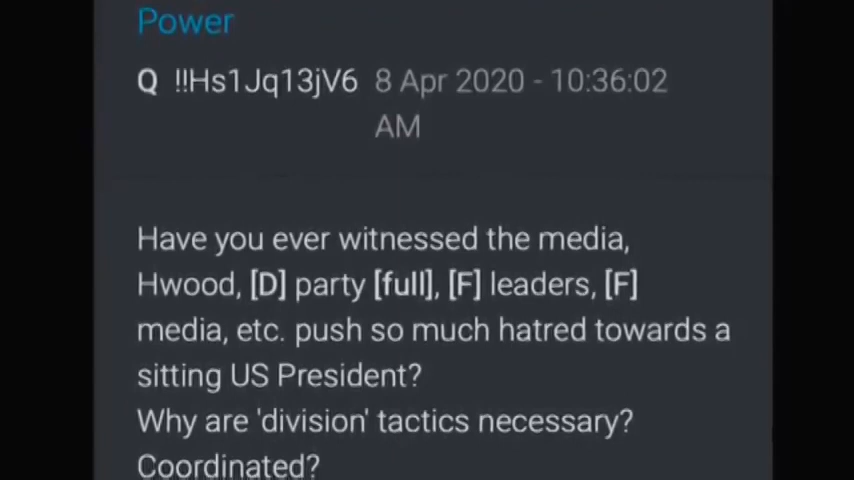 Power
Q !!Hs1Jq13jV6 8 Apr 2020 - 10:36:02
AM
Have you ever witnessed the media,
Hwood, [D] party [full], [F] leaders, [F]
media, etc. push so much hatred towards a
sitting US President?
Why are 'division' tactics necessary?
Coordinated?